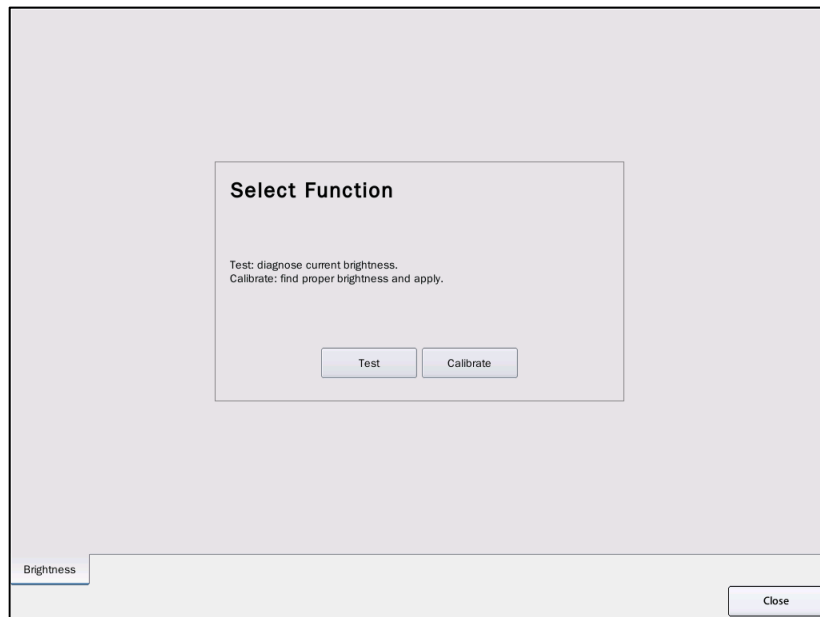 Select Function
Test: diagnose current brightness.
Calibrate: find proper brightness and apply.
Test
Calibrate
Brightness
Close